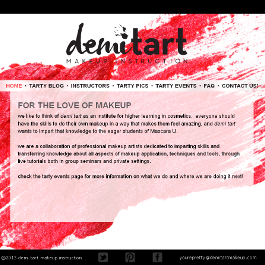 demitart
MAKEUP INSTRUCTION
HOME • TARTY BLOG • INSTRUCTORS • TARTY PICS • TARTY EVENTS • FAQ • CONTACT US!
FOR THE LOVE OF MAKEUP
we like to think of demi tart as an institute for higher learning in cosmetics. everyone should
have the skills to do their own makeup in a way that makes them feel amazing, and demi tart
wants to impart that knowledge to the eager students of Mascara U.
we are a collaboration of professional makeup artists dedicated to imparting skills and
transferring knowledge about all aspects of makeup application, techniques and tools, through
live tutorials both in group seminars and private settings.
check the tarty events page for more information on what we do and where we are doing it next!
©2013 demi tart makeup instruction
yourepretty@demitartmakeup.com